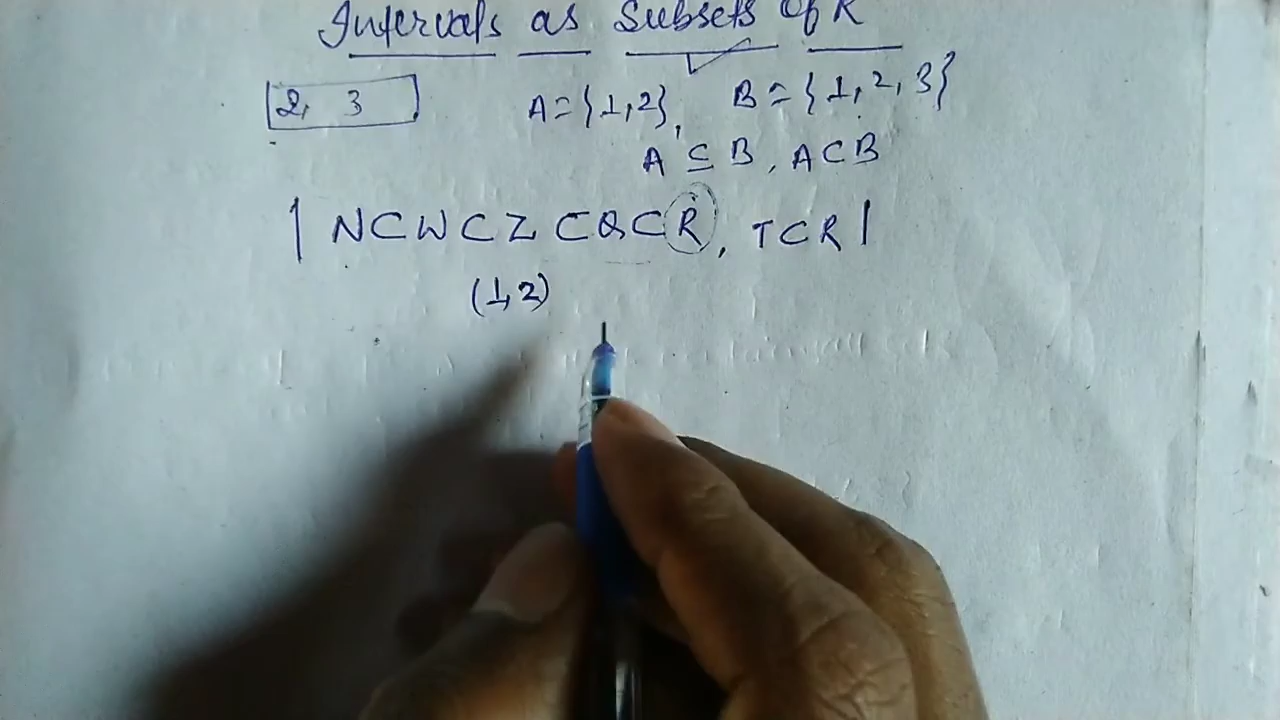 Intervals as Subsets of R
2, 3
A = {1,2}, B = {1,2,3}
A ⊆ B, A ⊂ B
| N ⊂ W ⊂ Z ⊂ Q ⊂ R, T ⊂ R |
(1,2)